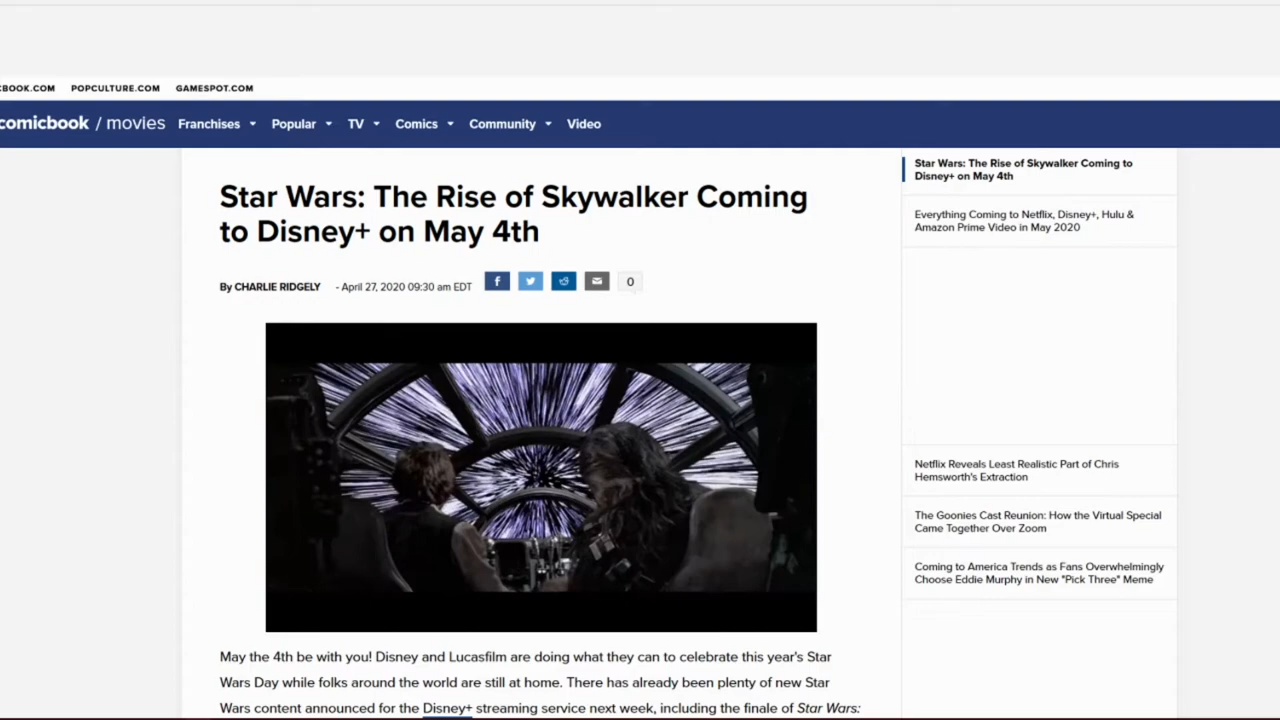 CBOOK.COM POPCULTURE.COM GAMESPOT.COM
comicbook / movies Franchises Popular TV Comics Community Video
Star Wars: The Rise of Skywalker Coming
to Disney+ on May 4th
By CHARLIE RIDGELY - April 27, 2020 09:30 am EDT
f
0
May the 4th be with you! Disney and Lucasfilm are doing what they can to celebrate this year's Star
Wars Day while folks around the world are still at home. There has already been plenty of new Star
Wars content announced for the Disney+ streaming service next week, including the finale of Star Wars:
Star Wars: The Rise of Skywalker Coming to
Disney+ on May 4th
Everything Coming to Netflix, Disney+, Hulu &
Amazon Prime Video in May 2020
Netflix Reveals Least Realistic Part of Chris
Hemsworth's Extraction
The Goonies Cast Reunion: How the Virtual Special
Came Together Over Zoom
Coming to America Trends as Fans Overwhelmingly
Choose Eddie Murphy in New "Pick Three" Meme